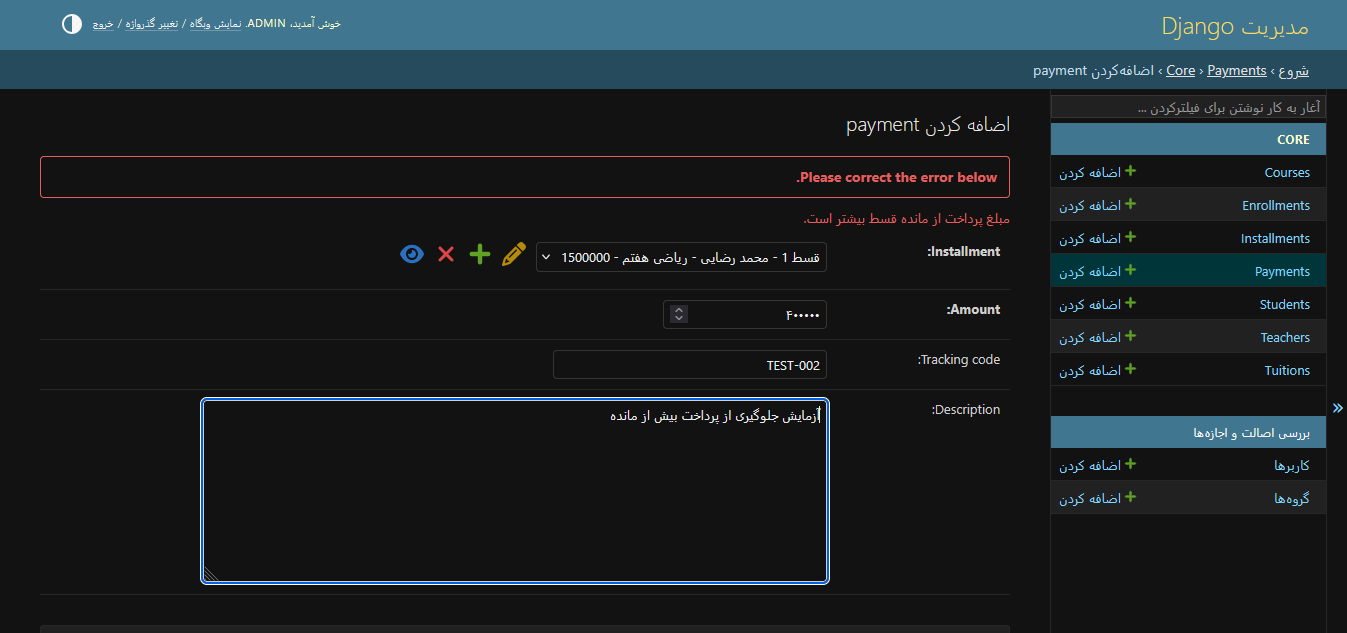 مدیریت Django
خوش آمدید، ADMIN. نمایش وبگاه / تغییر گذرواژه / خروج
شروع › Payments › Core › اضافه‌کردن payment
آغار به کار نوشتن برای فیلترکردن ...
CORE
Courses + اضافه کردن
Enrollments + اضافه کردن
Installments + اضافه کردن
Payments + اضافه کردن
Students + اضافه کردن
Teachers + اضافه کردن
Tuitions + اضافه کردن
بررسی اصالت و اجازه‌ها
کاربرها + اضافه کردن
گروه‌ها + اضافه کردن
»
اضافه کردن payment
Please correct the error below.
مبلغ پرداخت از مانده قسط بیشتر است.
Installment:
قسط 1 - محمد رضایی - ریاضی هفتم - 1500000
Amount:
۴۰۰۰۰۰
Tracking code:
TEST-002
Description:
آزمایش جلوگیری از پرداخت بیش از مانده